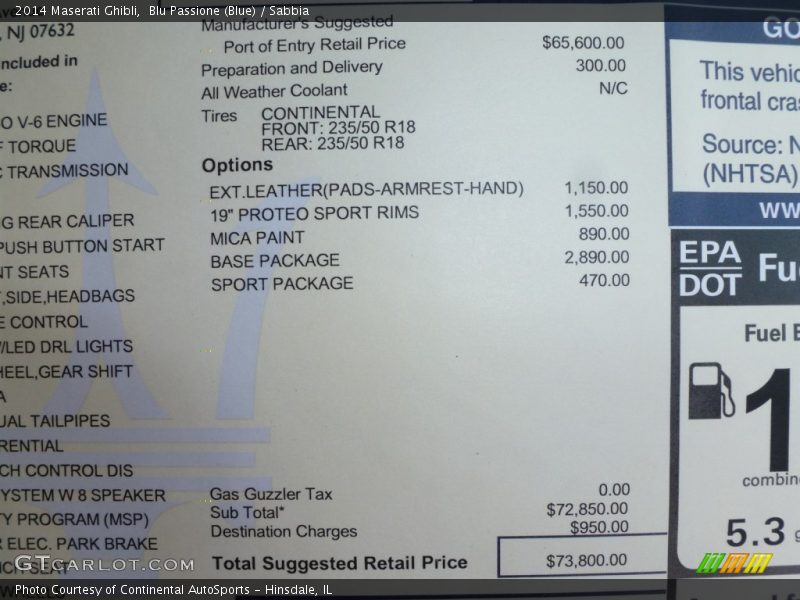 2014 Maserati Ghibli, Blu Passione (Blue) / Sabbia
, NJ 07632
included in
e:
O V-6 ENGINE
F TORQUE
C TRANSMISSION
G REAR CALIPER
PUSH BUTTON START
NT SEATS
,SIDE,HEADBAGS
E CONTROL
/LED DRL LIGHTS
HEEL,GEAR SHIFT
A
UAL TAILPIPES
RENTIAL
CH CONTROL DIS
SYSTEM W 8 SPEAKER
TY PROGRAM (MSP)
R ELEC. PARK BRAKE
Manufacturer's Suggested
Port of Entry Retail Price $65,600.00
Preparation and Delivery 300.00
All Weather Coolant N/C
Tires CONTINENTAL
FRONT: 235/50 R18
REAR: 235/50 R18
Options
EXT.LEATHER(PADS-ARMREST-HAND) 1,150.00
19" PROTEO SPORT RIMS 1,550.00
MICA PAINT 890.00
BASE PACKAGE 2,890.00
SPORT PACKAGE 470.00
Gas Guzzler Tax 0.00
Sub Total* $72,850.00
Destination Charges $950.00
Total Suggested Retail Price $73,800.00
GO
This vehic
frontal cras
Source: N
(NHTSA)
WW
EPA
DOT
Fu
Fuel E
1
combin
5.3 g
GTcarlot.com
Photo Courtesy of Continental AutoSports – Hinsdale, IL